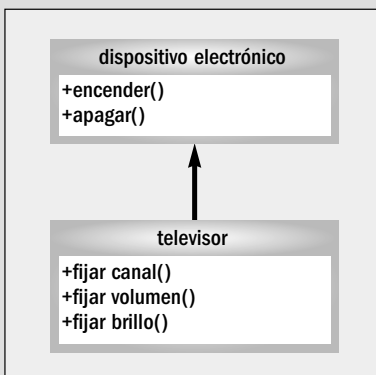 dispositivo electrónico
+encender()
+apagar()
televisor
+fijar canal()
+fijar volumen()
+fijar brillo()